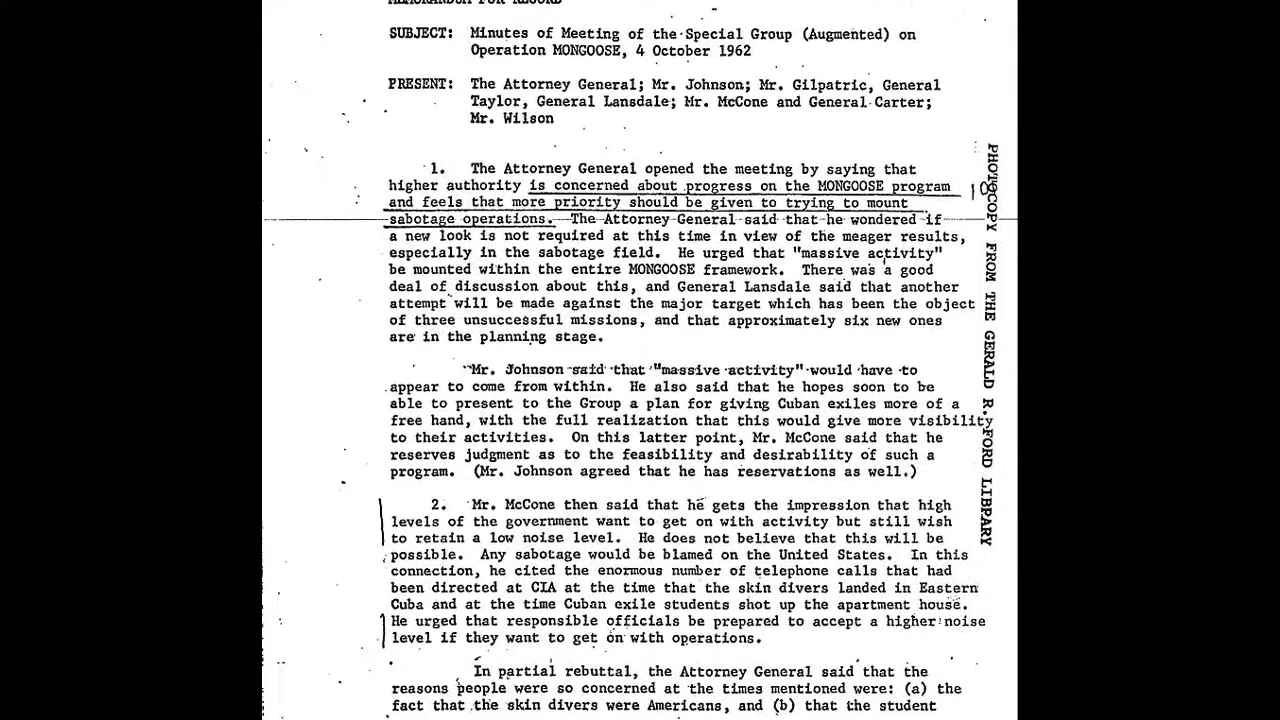 MEMORANDUM FOR RECORD
SUBJECT: Minutes of Meeting of the Special Group (Augmented) on
Operation MONGOOSE, 4 October 1962
PRESENT: The Attorney General; Mr. Johnson; Mr. Gilpatric, General
Taylor, General Lansdale; Mr. McCone and General Carter;
Mr. Wilson
1. The Attorney General opened the meeting by saying that
higher authority is concerned about progress on the MONGOOSE program
and feels that more priority should be given to trying to mount
sabotage operations. The Attorney General said that he wondered if
a new look is not required at this time in view of the meager results,
especially in the sabotage field. He urged that "massive activity"
be mounted within the entire MONGOOSE framework. There was a good
deal of discussion about this, and General Lansdale said that another
attempt will be made against the major target which has been the object
of three unsuccessful missions, and that approximately six new ones
are in the planning stage.
Mr. Johnson said that "massive activity" would have to
appear to come from within. He also said that he hopes soon to be
able to present to the Group a plan for giving Cuban exiles more of a
free hand, with the full realization that this would give more visibility
to their activities. On this latter point, Mr. McCone said that he
reserves judgment as to the feasibility and desirability of such a
program. (Mr. Johnson agreed that he has reservations as well.)
2. Mr. McCone then said that he gets the impression that high
levels of the government want to get on with activity but still wish
to retain a low noise level. He does not believe that this will be
possible. Any sabotage would be blamed on the United States. In this
connection, he cited the enormous number of telephone calls that had
been directed at CIA at the time that the skin divers landed in Eastern
Cuba and at the time Cuban exile students shot up the apartment house.
He urged that responsible officials be prepared to accept a higher noise
level if they want to get on with operations.
In partial rebuttal, the Attorney General said that the
reasons people were so concerned at the times mentioned were: (a) the
fact that the skin divers were Americans, and (b) that the student
PHOTOCOPY FROM THE GERALD R. FORD LIBRARY